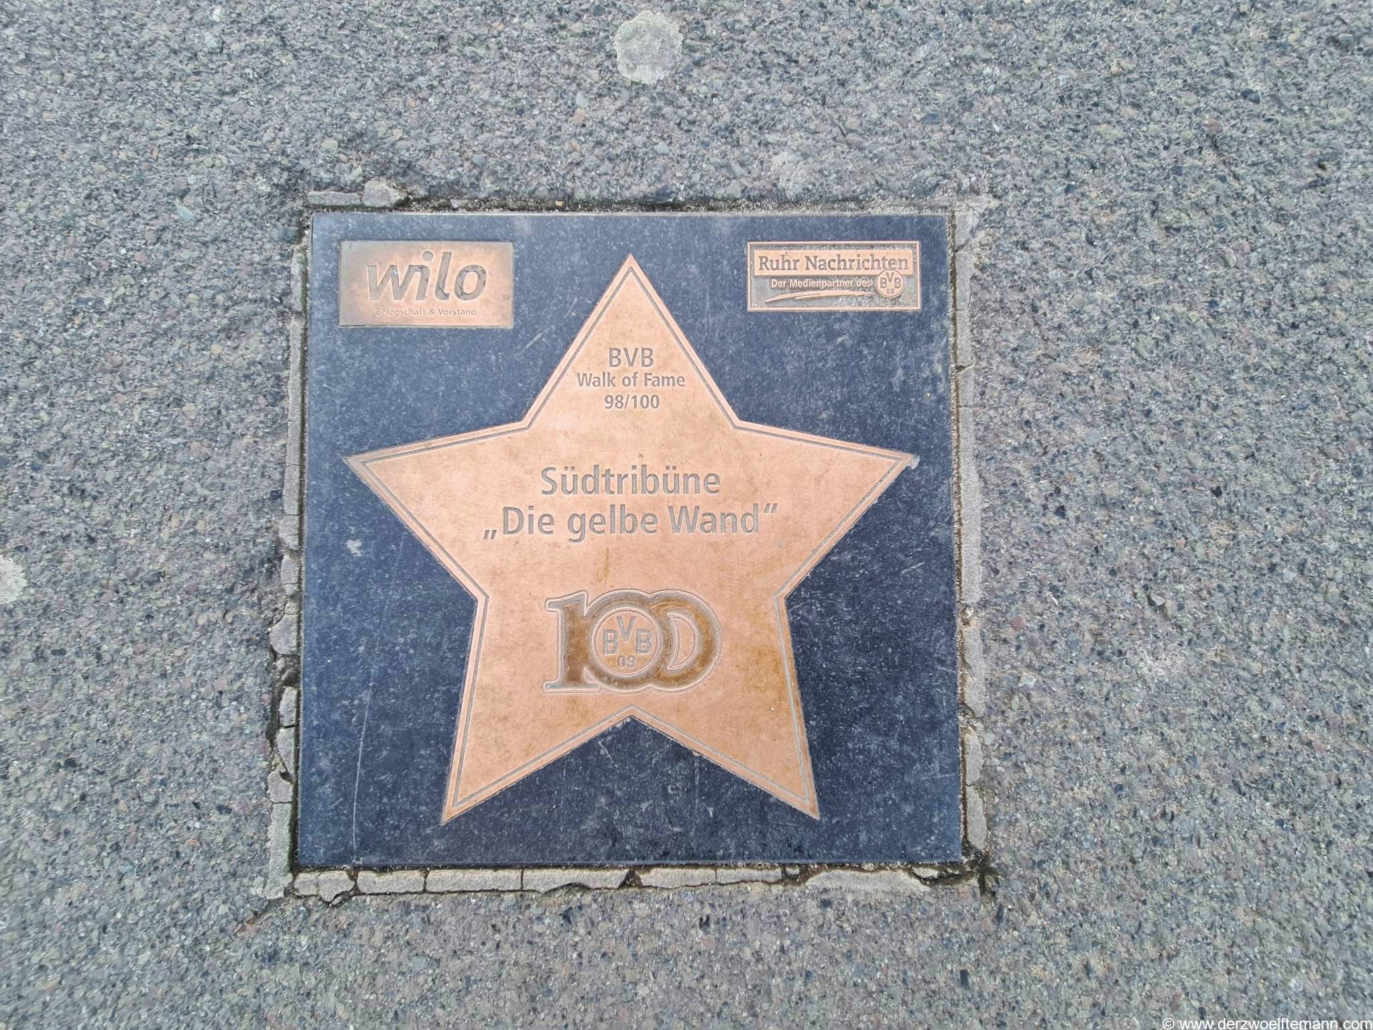 wilo
Belegschaft & Vorstand
Ruhr Nachrichten
Der Medienpartner des
BVB
09
BVB
Walk of Fame
98/100
Südtribüne
„Die gelbe Wand“
100
BVB
09
© www.derzwoelftemann.com